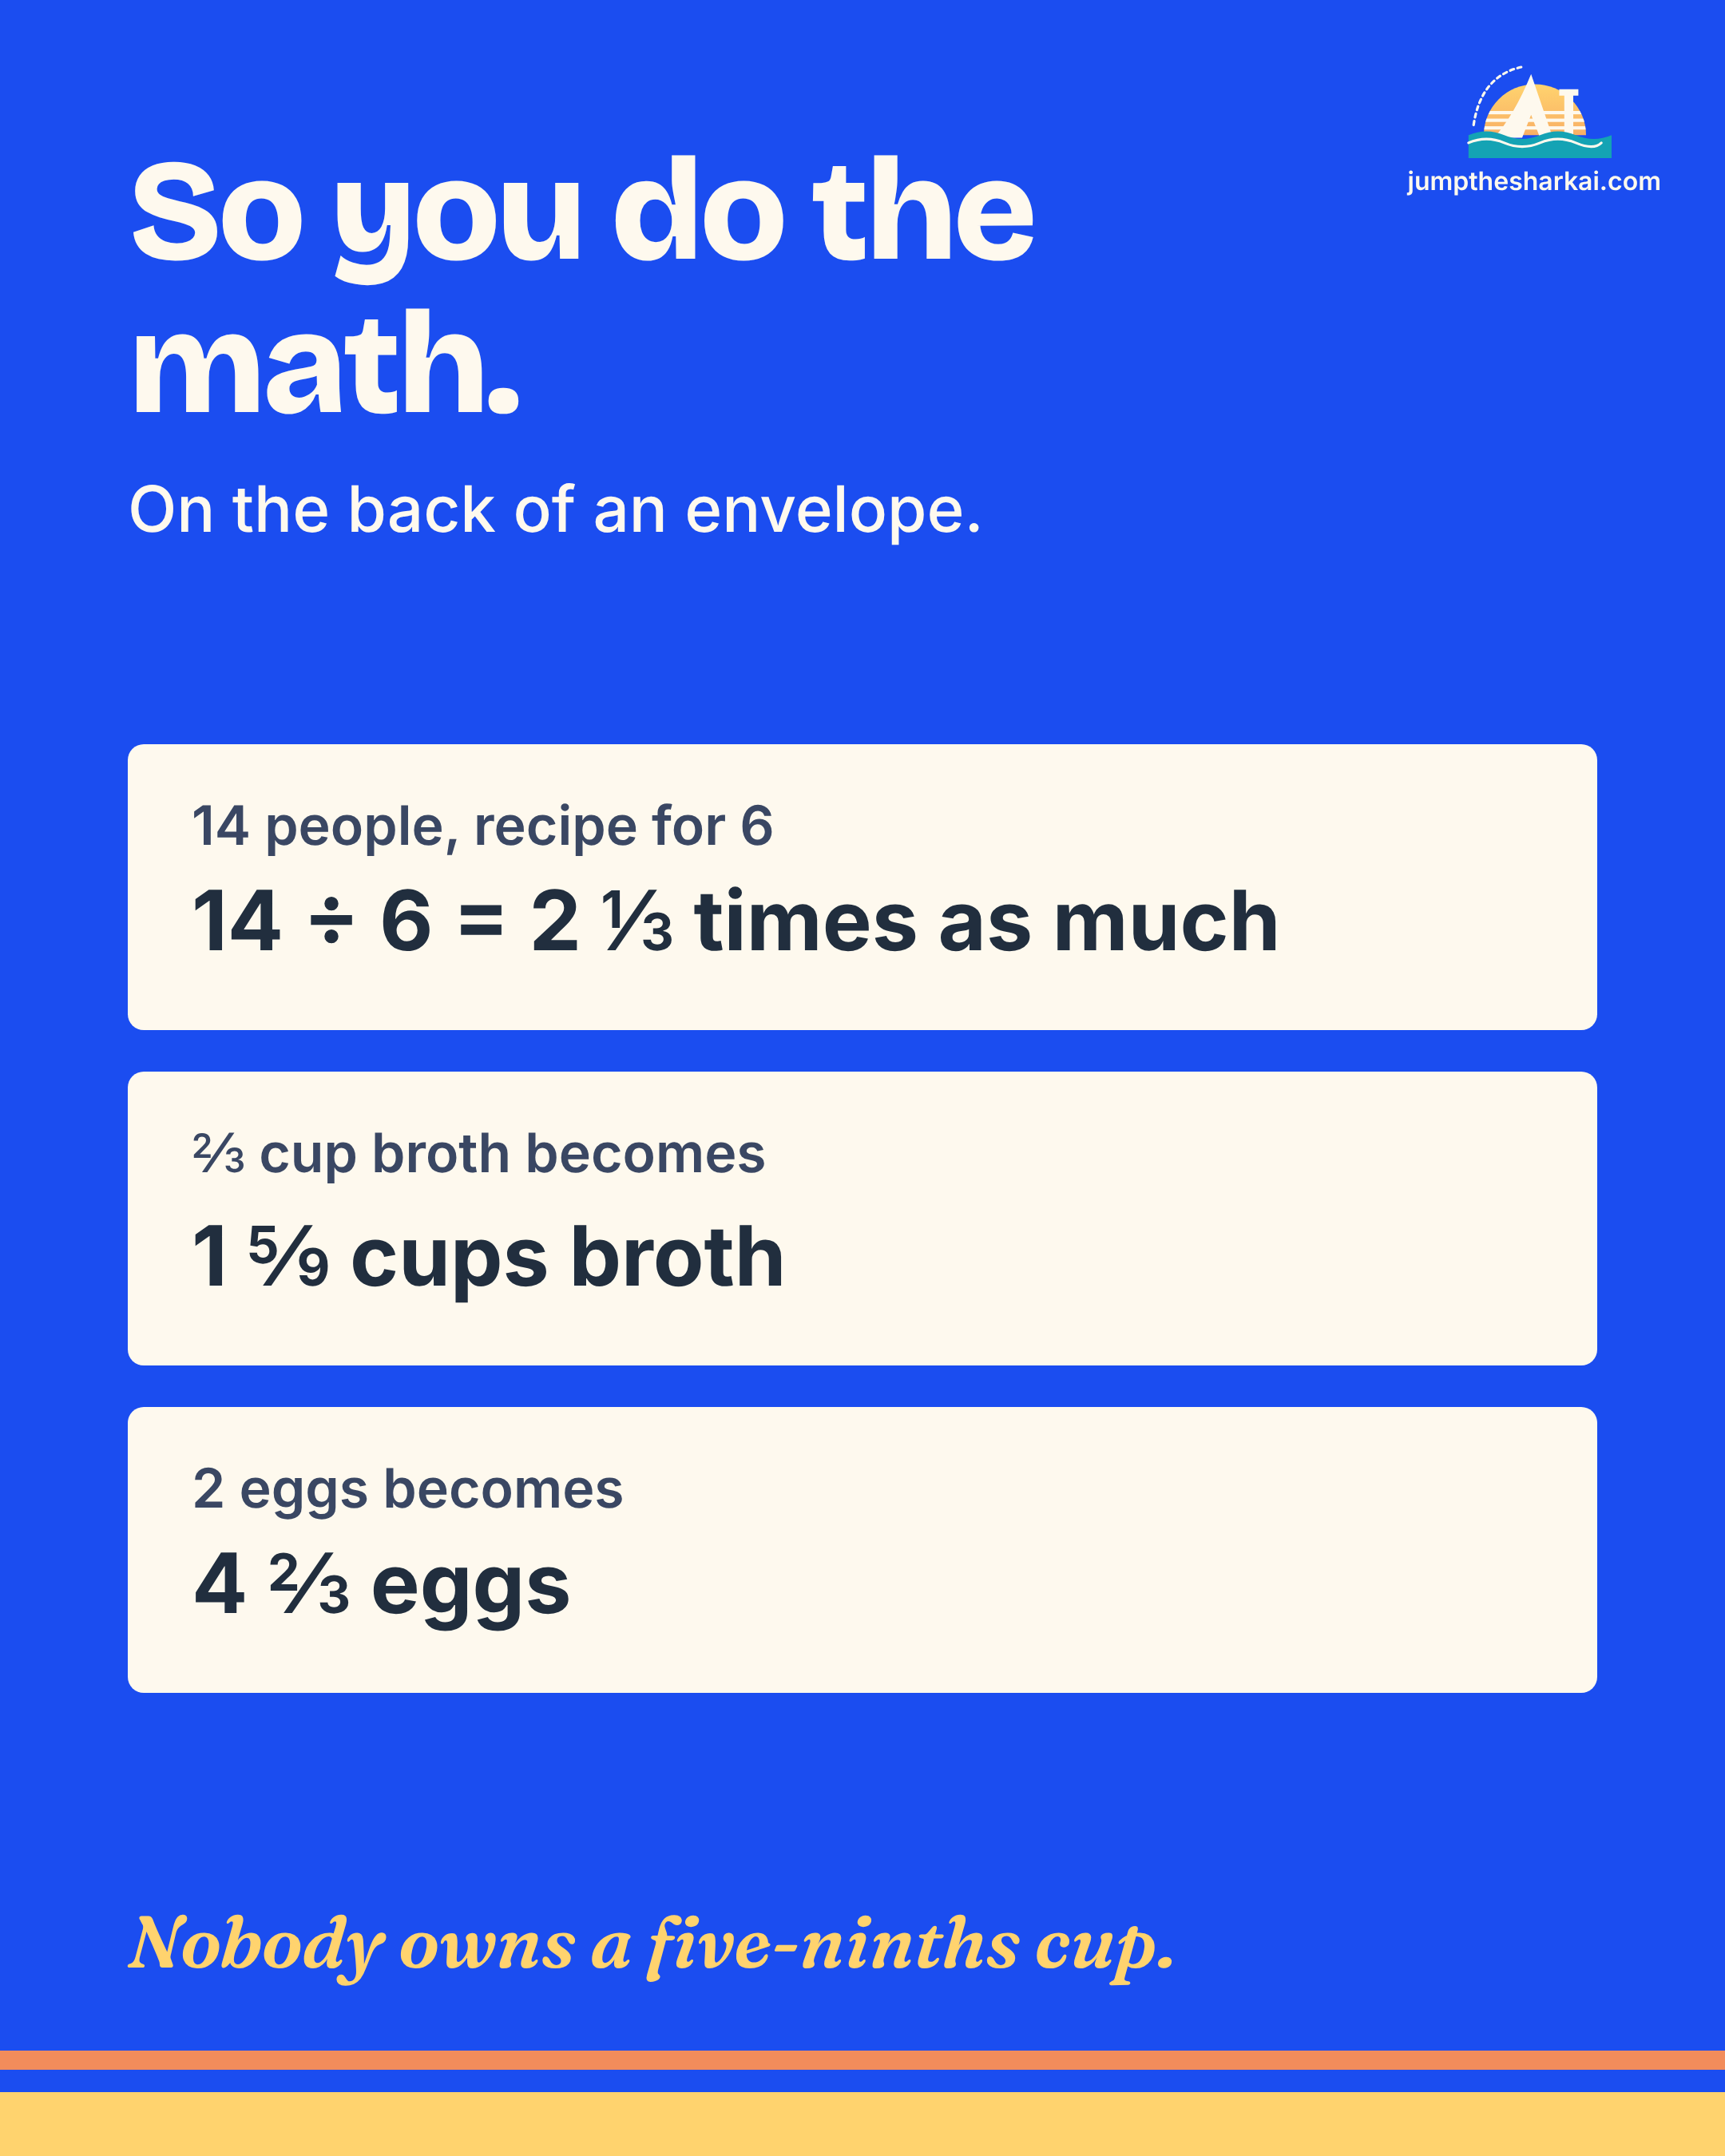 AI
jumpthesharkai.com
So you do the
math.
On the back of an envelope.
14 people, recipe for 6
14 ÷ 6 = 2 ⅓ times as much
⅔ cup broth becomes
1 5⁄9 cups broth
2 eggs becomes
4 ⅔ eggs
Nobody owns a five-ninths cup.